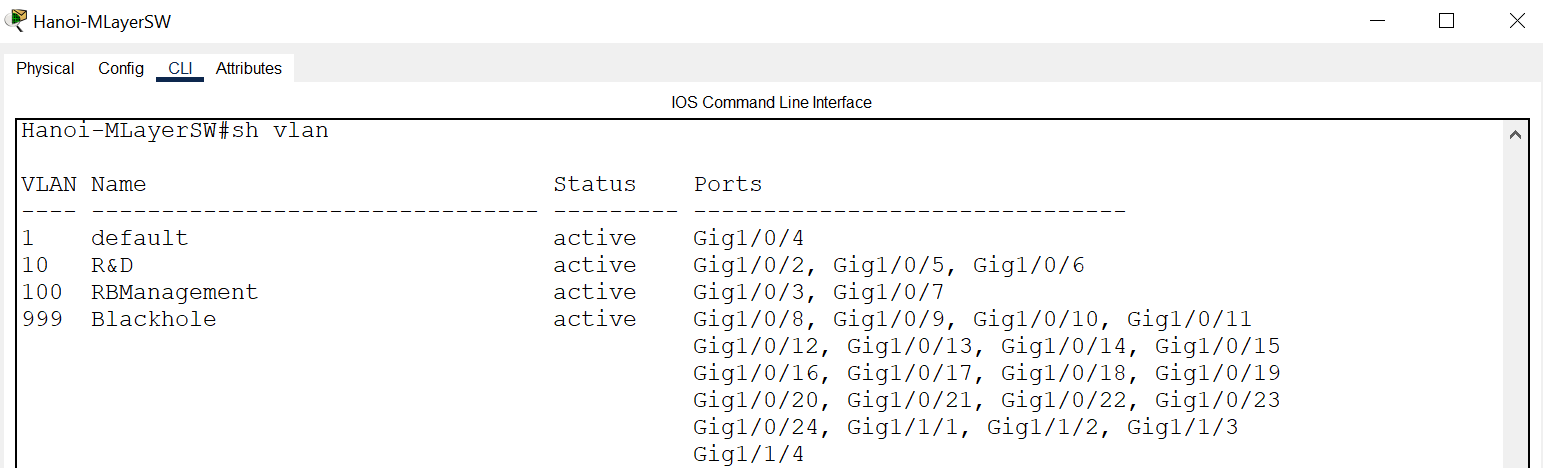 Hanoi-MLayerSW
Physical Config CLI Attributes
IOS Command Line Interface
Hanoi-MLayerSW#sh vlan
VLAN Name                             Status    Ports
---- -------------------------------- --------- -------------------------------
1    default                          active    Gig1/0/4
10   R&D                              active    Gig1/0/2, Gig1/0/5, Gig1/0/6
100  RBManagement                     active    Gig1/0/3, Gig1/0/7
999  Blackhole                        active    Gig1/0/8, Gig1/0/9, Gig1/0/10, Gig1/0/11
                                                Gig1/0/12, Gig1/0/13, Gig1/0/14, Gig1/0/15
                                                Gig1/0/16, Gig1/0/17, Gig1/0/18, Gig1/0/19
                                                Gig1/0/20, Gig1/0/21, Gig1/0/22, Gig1/0/23
                                                Gig1/0/24, Gig1/1/1, Gig1/1/2, Gig1/1/3
                                                Gig1/1/4